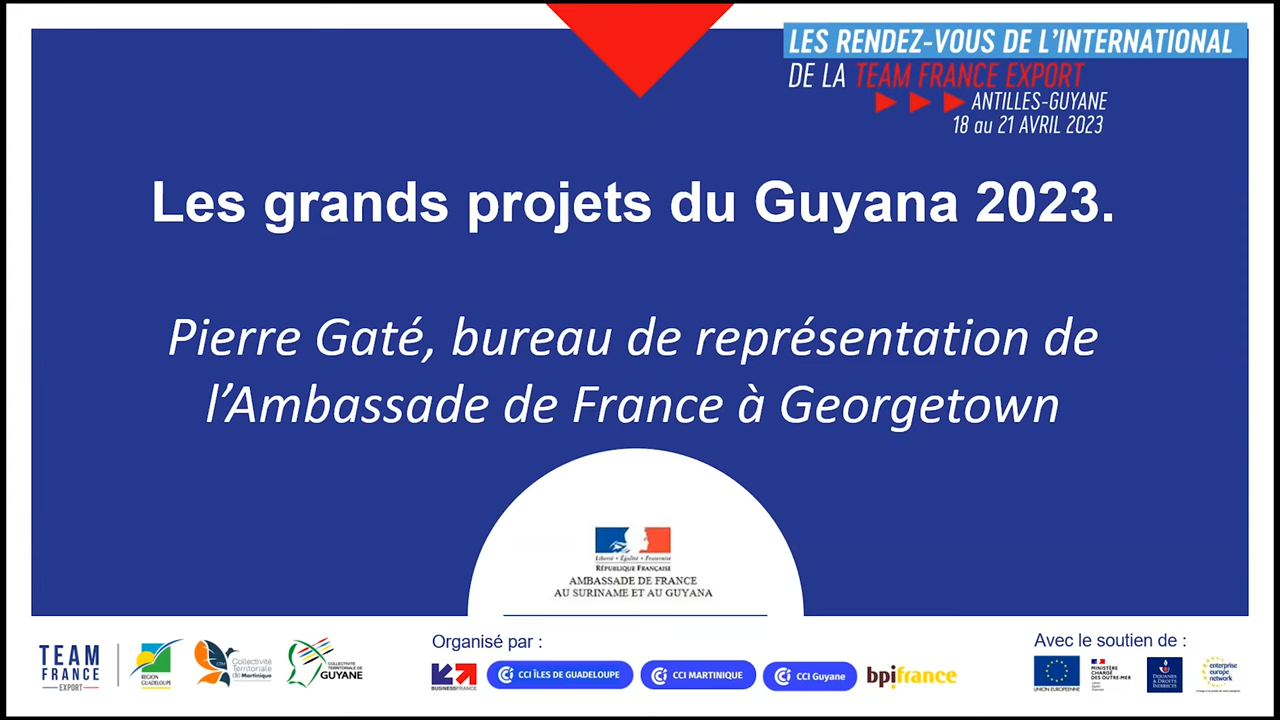 LES RENDEZ-VOUS DE L'INTERNATIONAL
DE LA TEAM FRANCE EXPORT
ANTILLES-GUYANE
18 au 21 AVRIL 2023
Les grands projets du Guyana 2023.
Pierre Gaté, bureau de représentation de
l'Ambassade de France à Georgetown
Liberté • Égalité • Fraternité
RÉPUBLIQUE FRANÇAISE
AMBASSADE DE FRANCE
AU SURINAME ET AU GUYANA
TEAM
FRANCE
EXPORT
REGION
GUADELOUPE
Collectivité
Territoriale
de Martinique
COLLECTIVITÉ
TERRITORIALE DE
GUYANE
Organisé par :
BUSINESSFRANCE
CCI ÎLES DE GUADELOUPE
CCI MARTINIQUE
CCI Guyane
bpifrance
Avec le soutien de :
UNION EUROPÉENNE
MINISTÈRE
CHARGÉ
DES OUTRE-MER
DOUANES
& DROITS
INDIRECTS
enterprise
europe
network